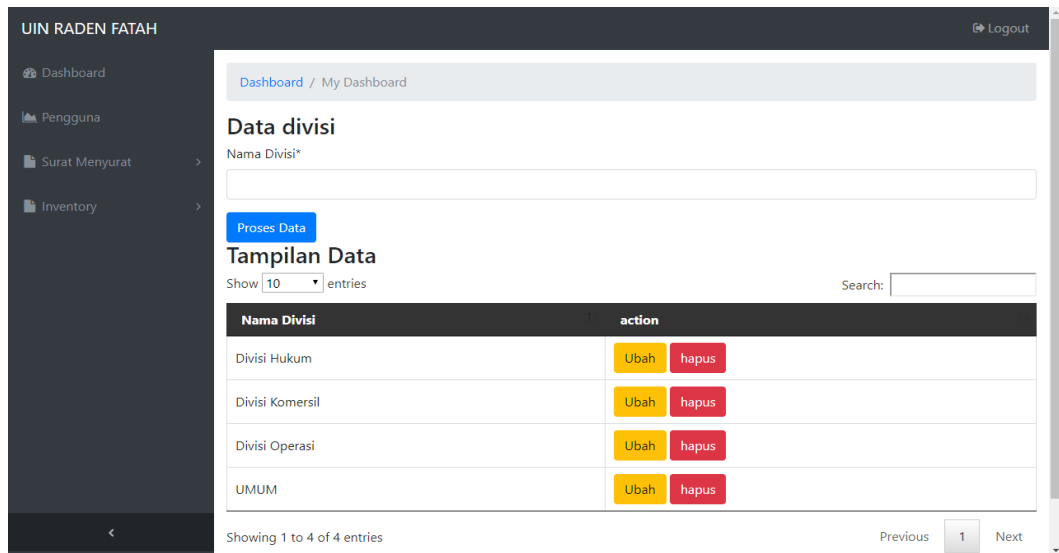 UIN RADEN FATAH
Logout
Dashboard
Pengguna
Surat Menyurat
Inventory
Dashboard / My Dashboard
Data divisi
Nama Divisi*
Proses Data
Tampilan Data
Show 10 entries
Search:
Nama Divisi action
Divisi Hukum Ubah hapus
Divisi Komersil Ubah hapus
Divisi Operasi Ubah hapus
UMUM Ubah hapus
Showing 1 to 4 of 4 entries
Previous 1 Next